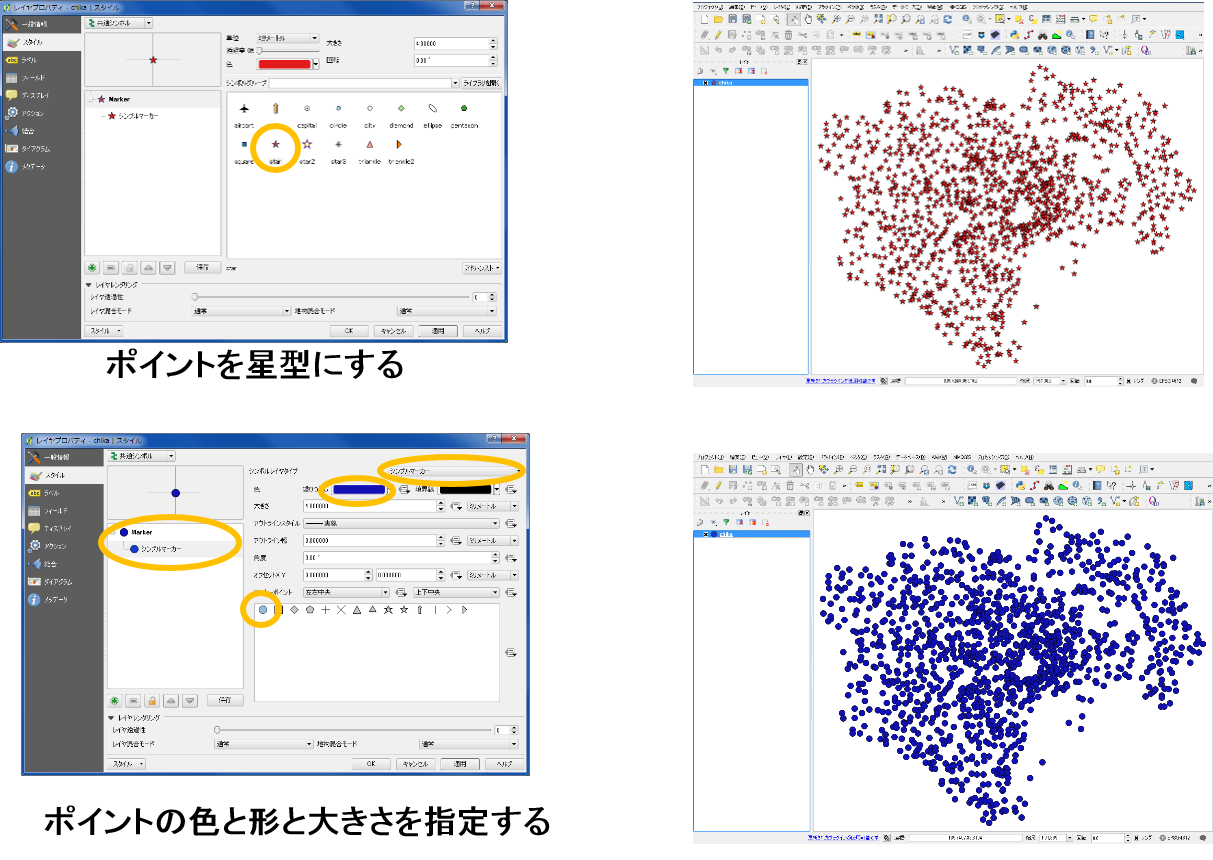 レイヤプロパティ - chika | スタイル
一般情報
スタイル
ラベル
フィールド
ディスプレイ
アクション
結合
ダイアグラム
メタデータ
共通シンボル
Marker
シンプルマーカー
保存
単位 ミリメートル
透過率 0%
色
大きさ 4.00000
回転 0.00 °
シンボルグループ
ライブラリを開く
airport
capital
circle
city
diamond
ellipse
pentagon
square
star
star2
star3
triangle
triangle2
star
アドバンスト
レイヤレンダリング
レイヤ透過性 0
レイヤ混合モード 通常 地物混合モード 通常
スタイル OK キャンセル 適用 ヘルプ
ポイントを星型にする
レイヤ
chika
レイヤプロパティ - chika | スタイル
一般情報
スタイル
ラベル
フィールド
ディスプレイ
アクション
結合
ダイアグラム
メタデータ
共通シンボル
Marker
シンプルマーカー
保存
シンボルレイヤタイプ シンプルマーカー
色 境界線
大きさ ミリメートル
アウトラインスタイル 実線
アウトライン幅 0.000000 ミリメートル
角度 0.00 °
オフセットX,Y 0.000000 0.000000 ミリメートル
左右中央 上下中央
レイヤレンダリング
レイヤ透過性 0
レイヤ混合モード 通常 地物混合モード 通常
スタイル OK キャンセル 適用 ヘルプ
ポイントの色と形と大きさを指定する
レイヤ
chika